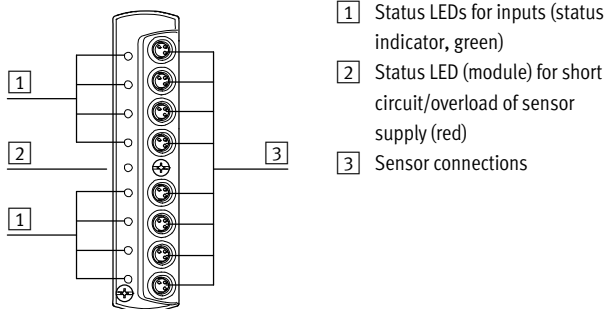 1
2
1
3
1 Status LEDs for inputs (status
indicator, green)
2 Status LED (module) for short
circuit/overload of sensor
supply (red)
3 Sensor connections